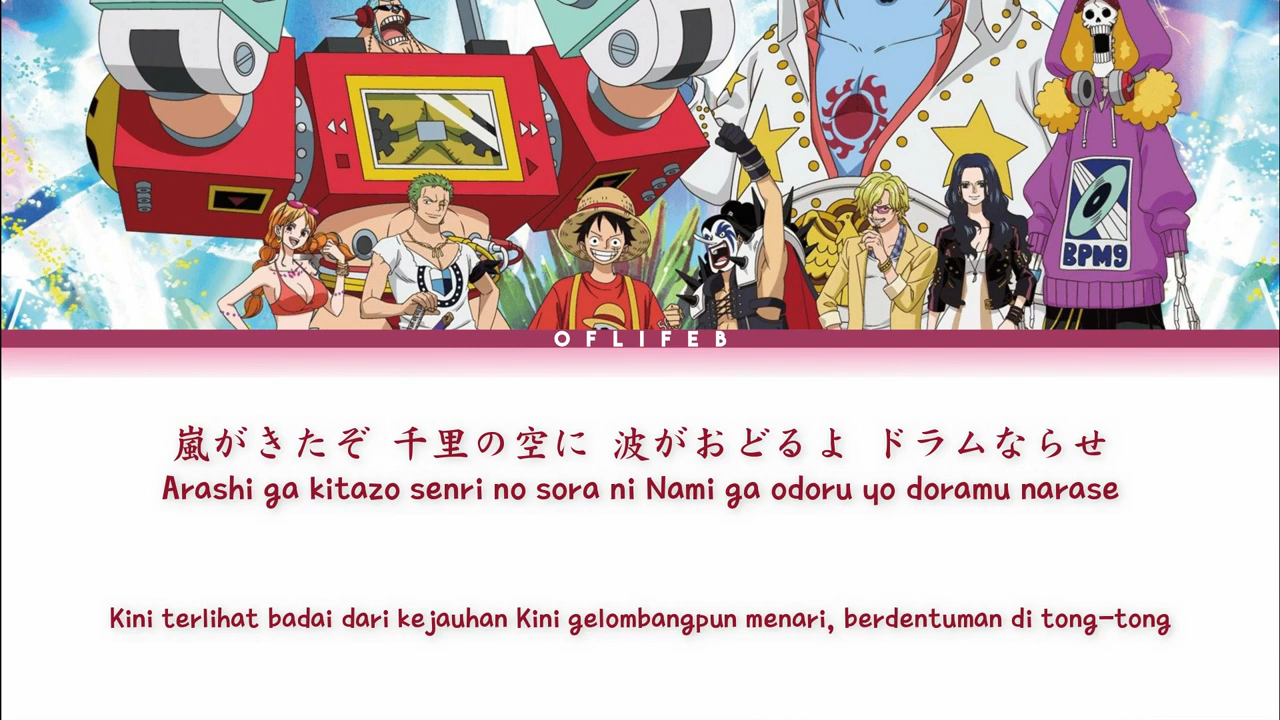 BPM9
OFLIFEB
嵐がきたぞ 千里の空に 波がおどるよ ドラムならせ
Arashi ga kitazo senri no sora ni Nami ga odoru yo doramu narase
Kini terlihat badai dari kejauhan Kini gelombangpun menari, berdentuman di tong-tong